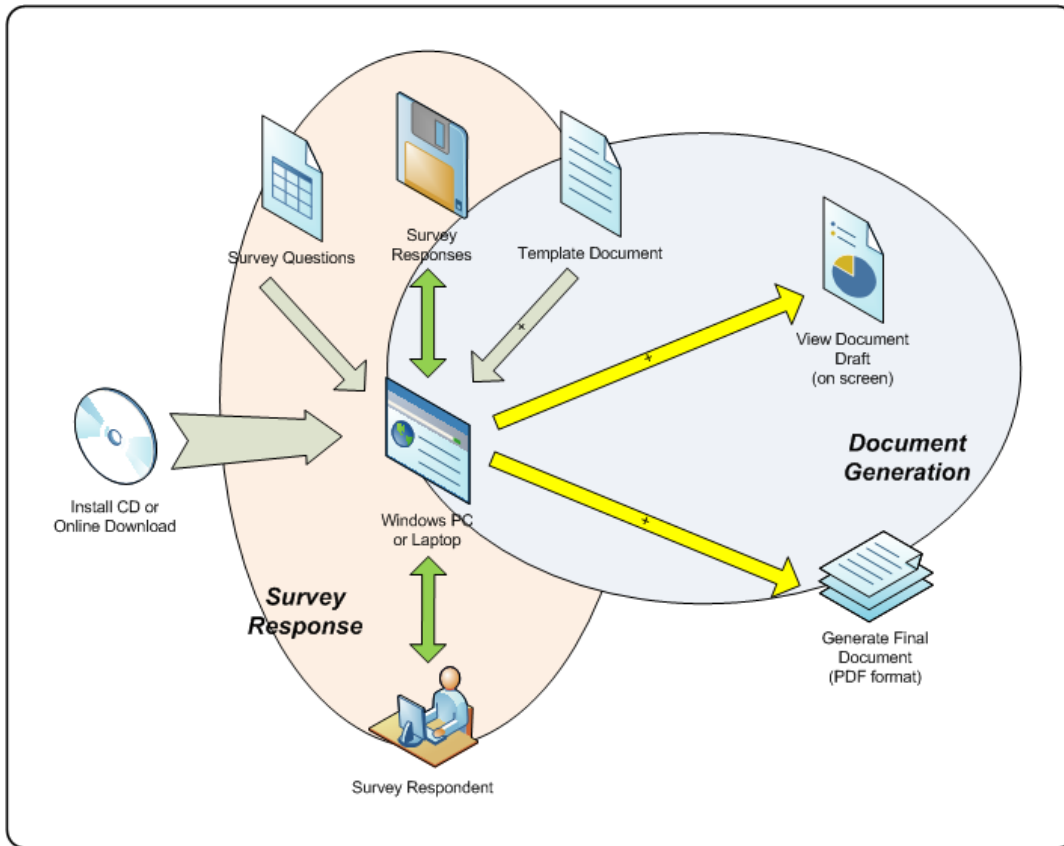 Survey Questions
Survey
Responses
Template Document
View Document
Draft
(on screen)
Document
Generation
Install CD or
Online Download
Windows PC
or Laptop
Survey
Response
Generate Final
Document
(PDF format)
Survey Respondent